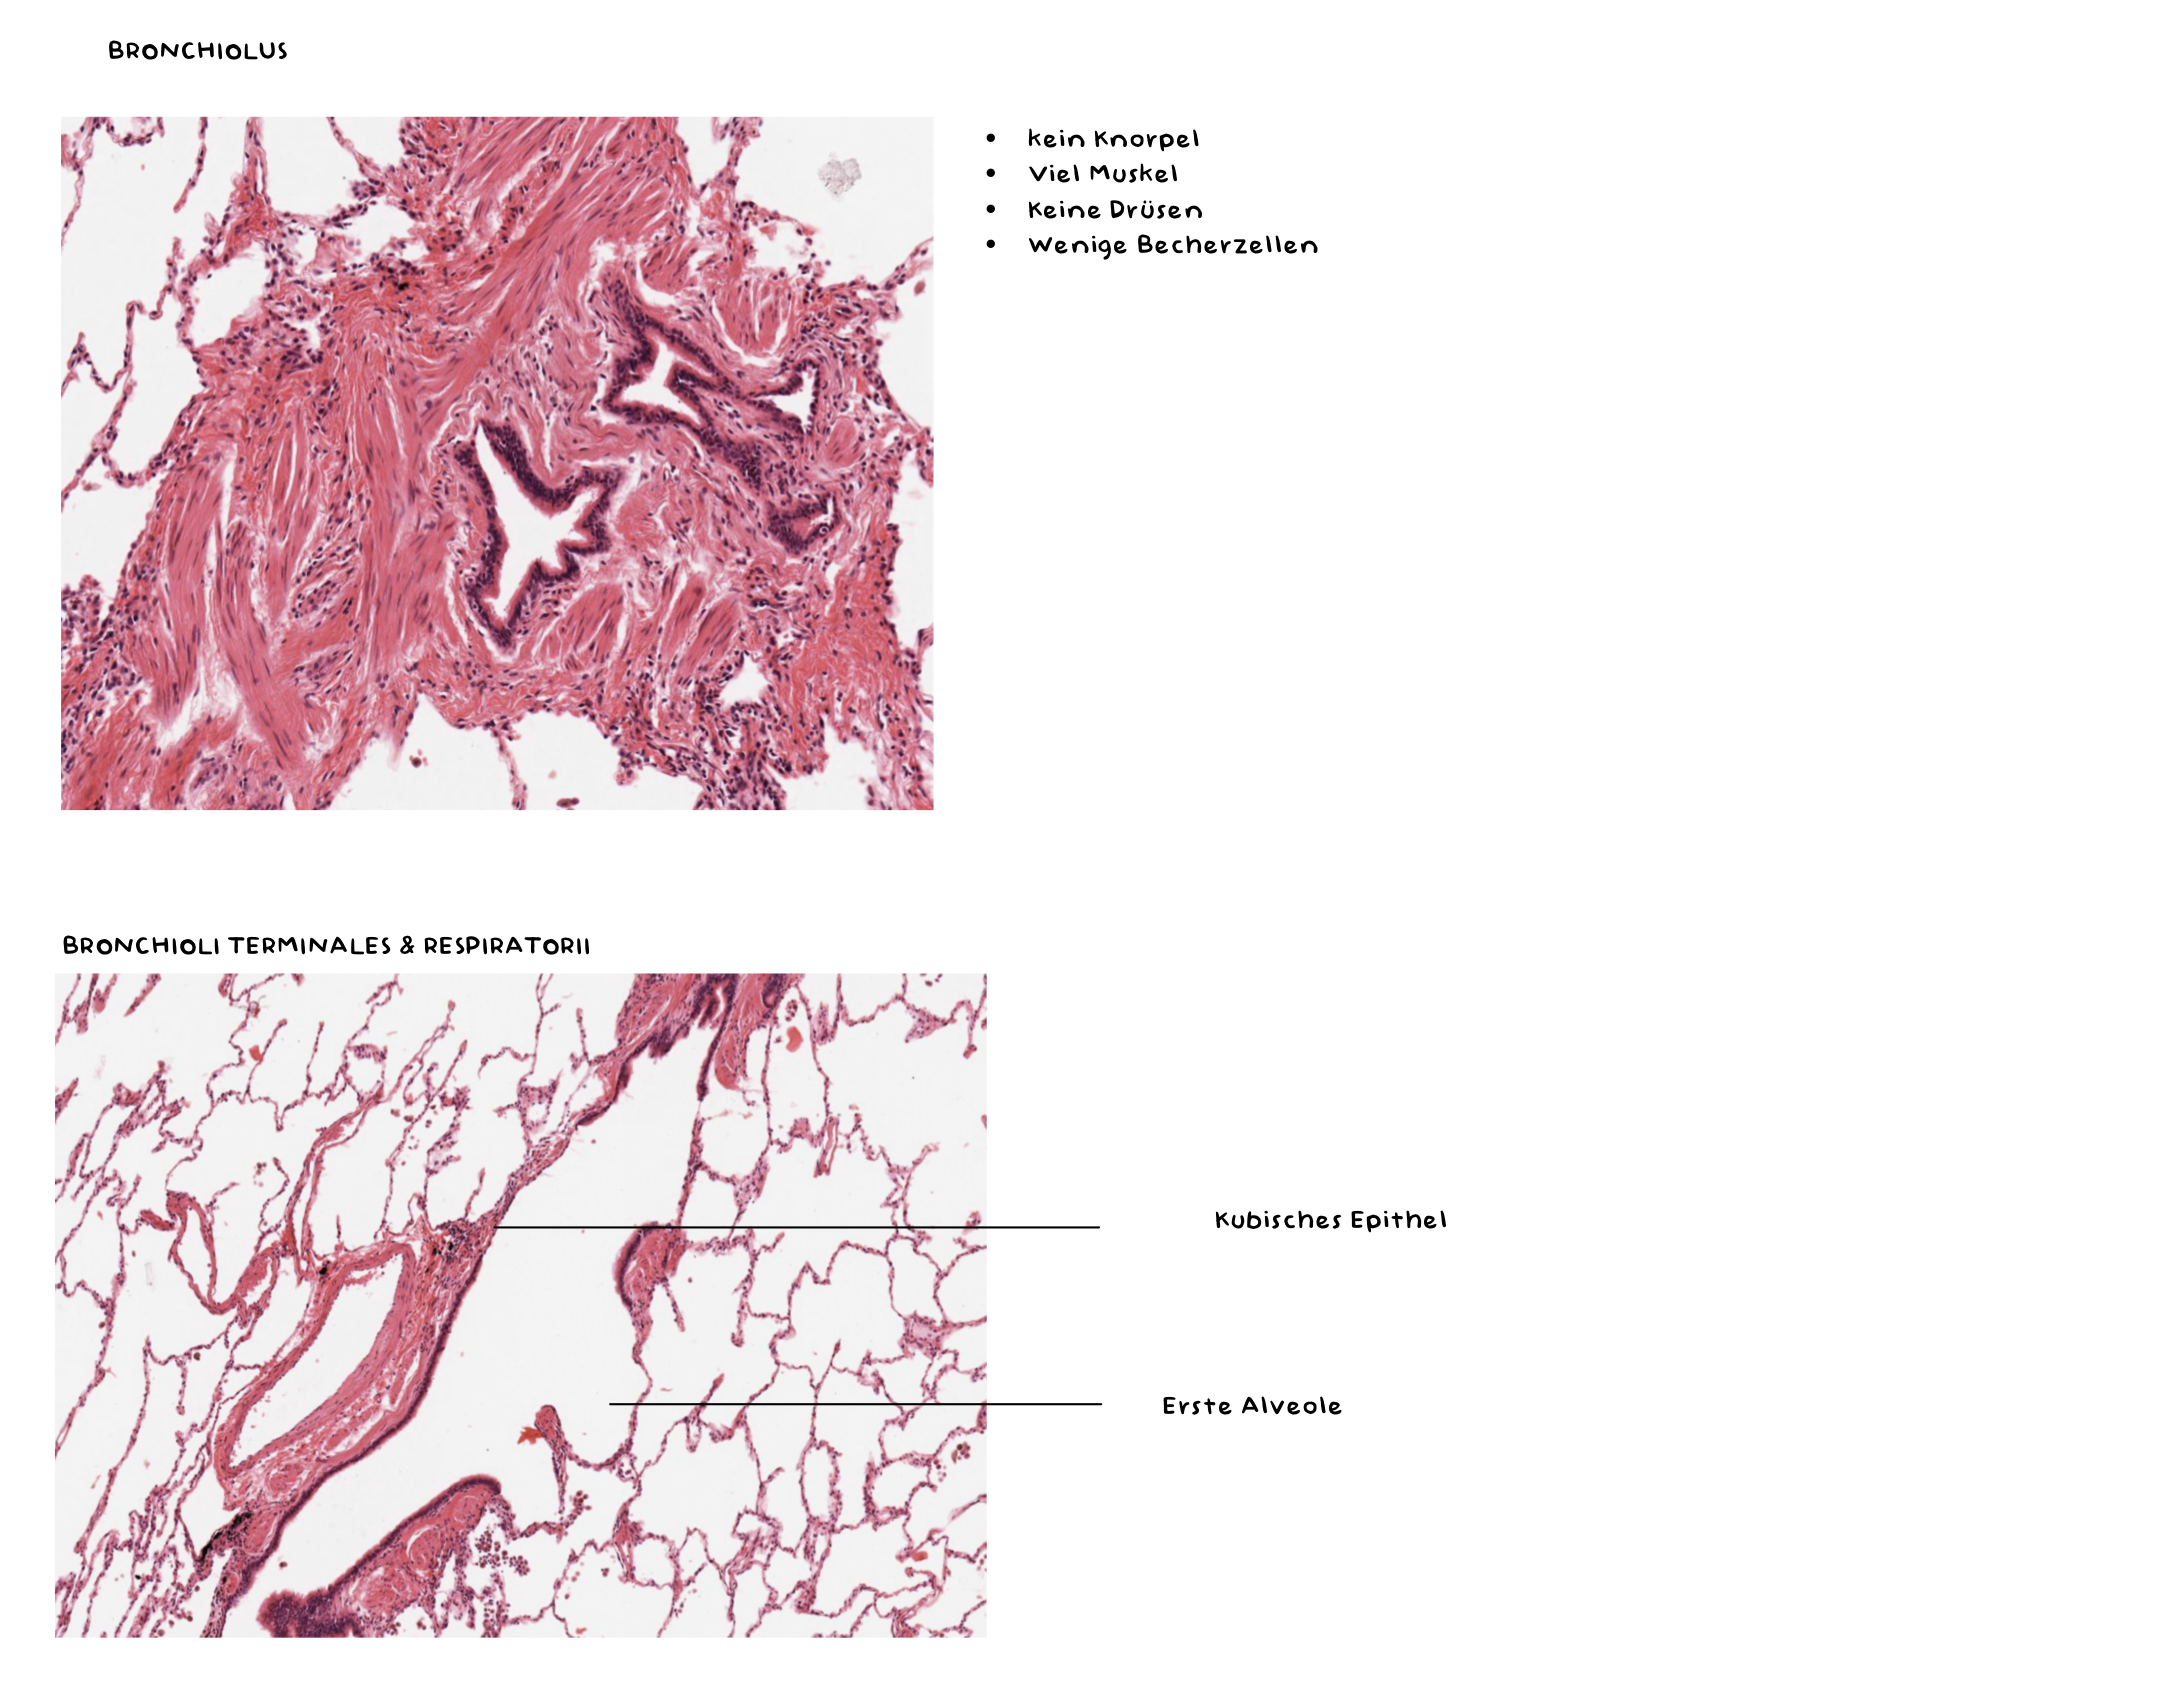 BRONCHIOLUS
• kein Knorpel
• Viel Muskel
• Keine Drüsen
• Wenige Becherzellen
BRONCHIOLI TERMINALES & RESPIRATORII
Kubisches Epithel
Erste Alveole